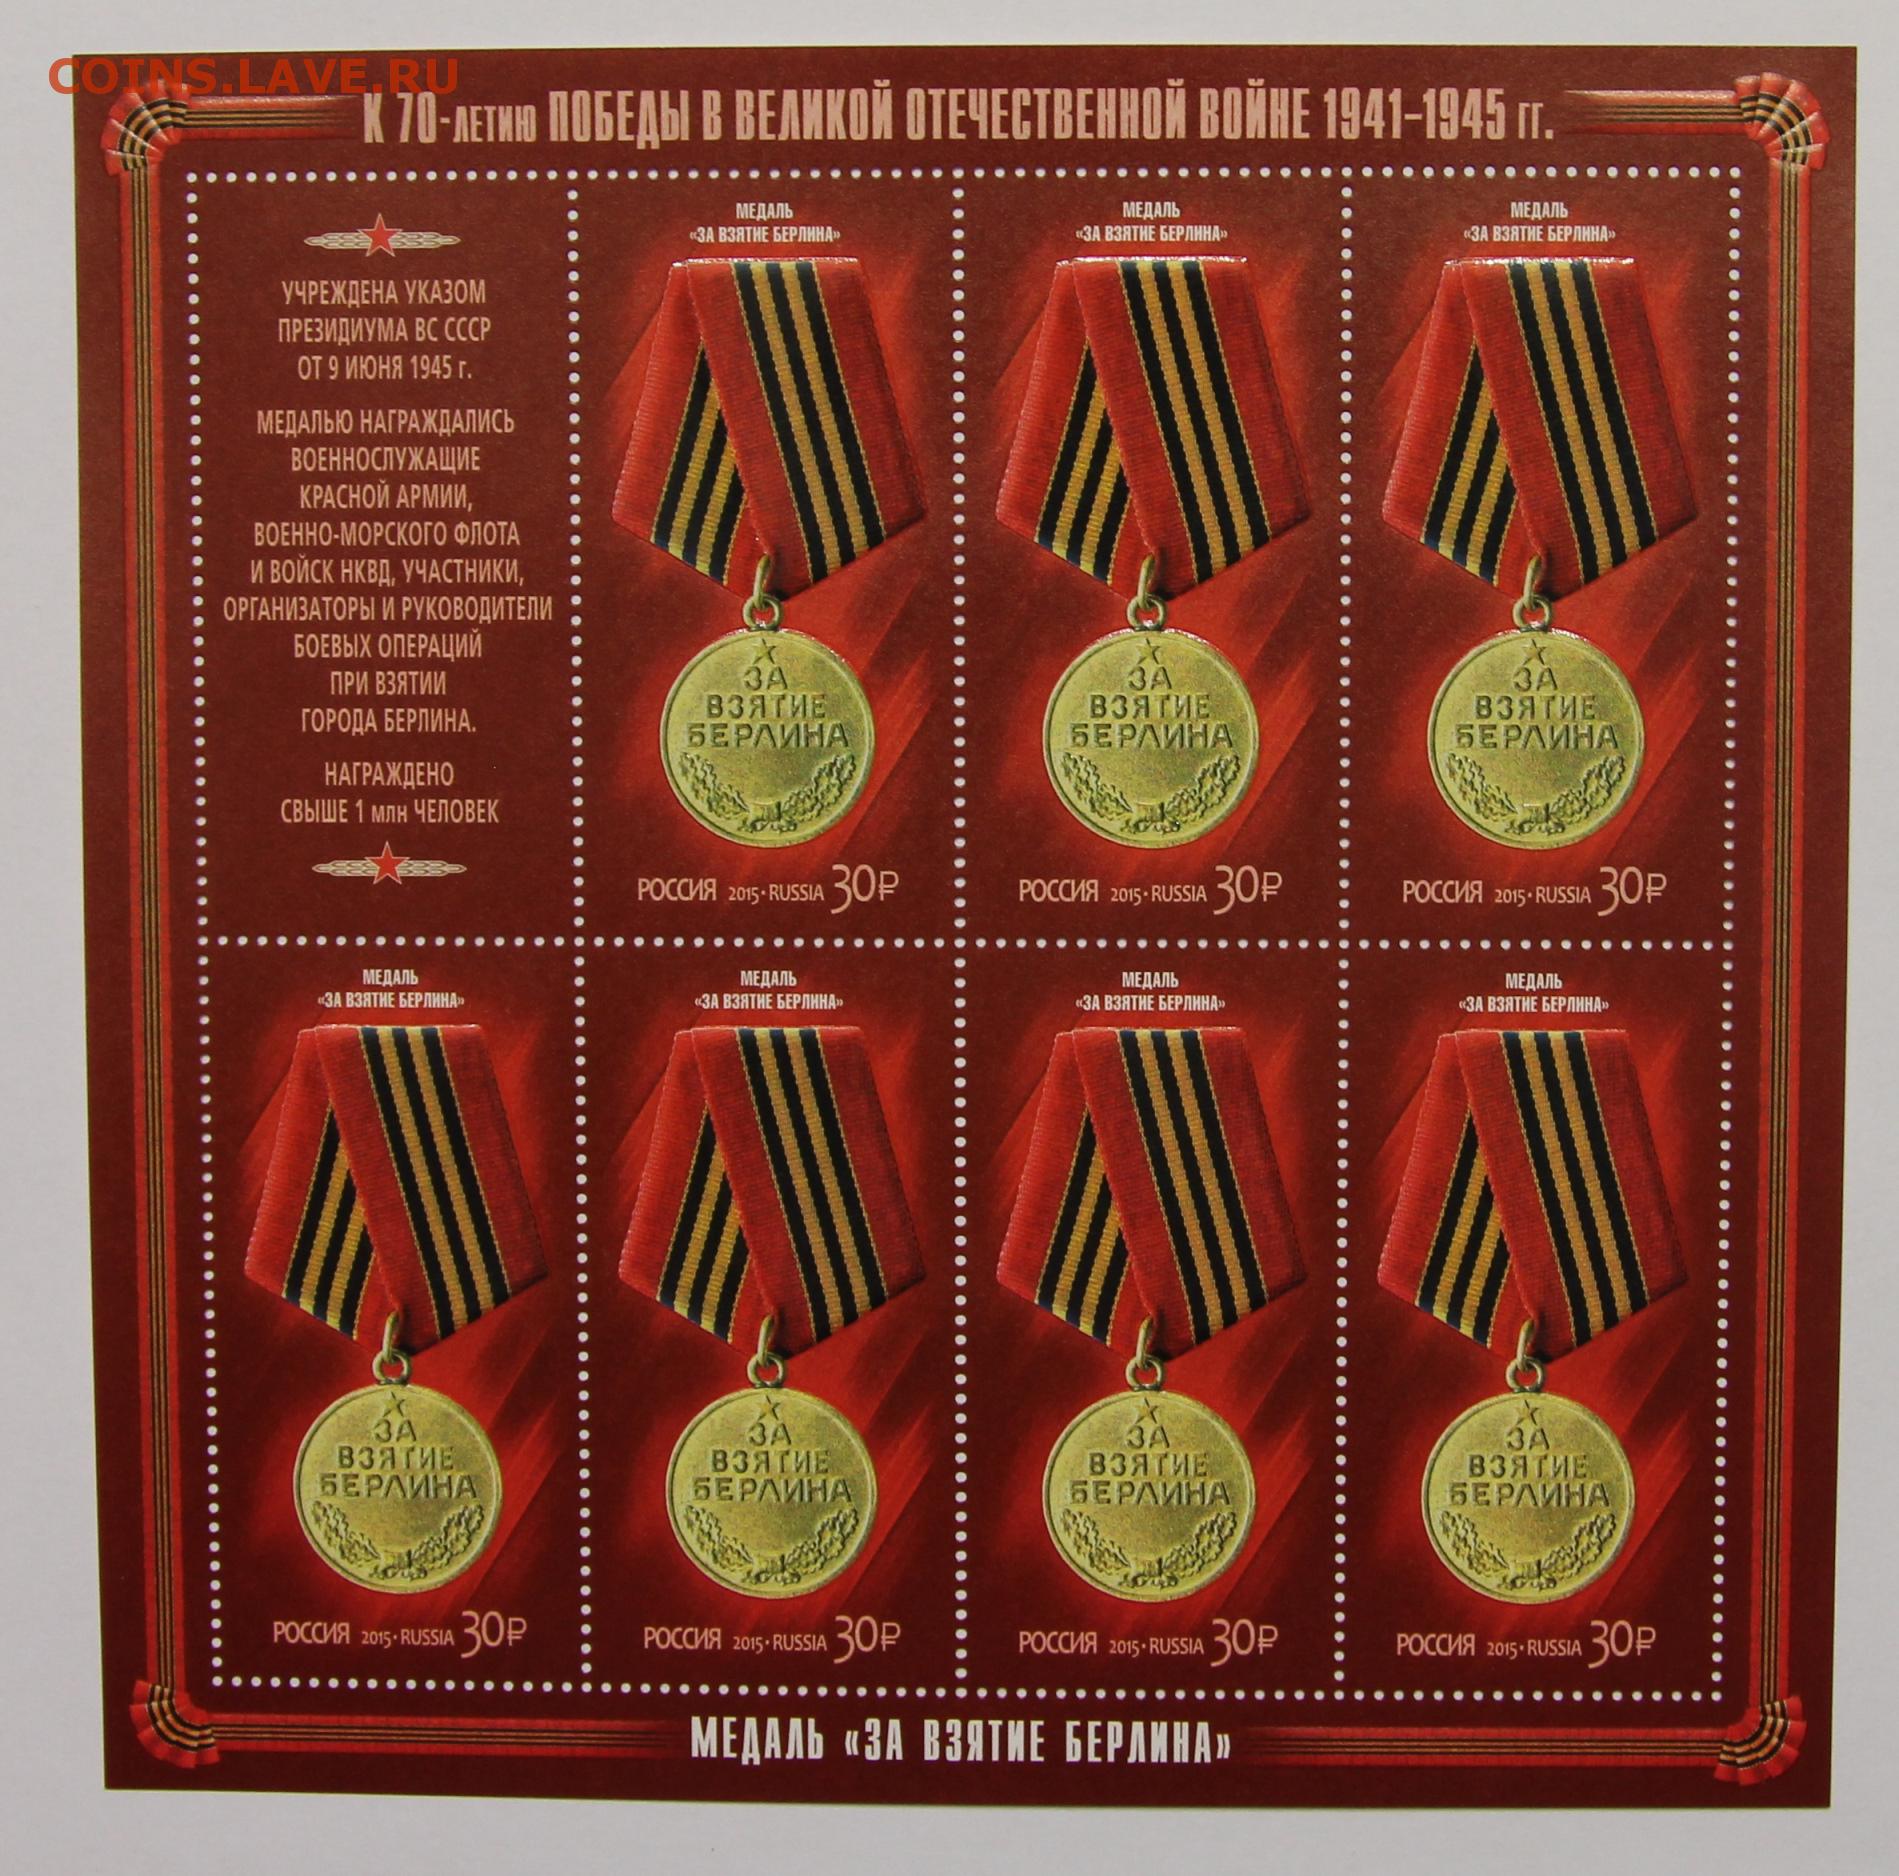 COINS.LAVE.RU
К 70-ЛЕТИЮ ПОБЕДЫ В ВЕЛИКОЙ ОТЕЧЕСТВЕННОЙ ВОЙНЕ 1941–1945 ГГ.
УЧРЕЖДЕНА УКАЗОМ
ПРЕЗИДИУМА ВС СССР
ОТ 9 ИЮНЯ 1945 г.
МЕДАЛЬЮ НАГРАЖДАЛИСЬ
ВОЕННОСЛУЖАЩИЕ
КРАСНОЙ АРМИИ,
ВОЕННО-МОРСКОГО ФЛОТА
И ВОЙСК НКВД, УЧАСТНИКИ,
ОРГАНИЗАТОРЫ И РУКОВОДИТЕЛИ
БОЕВЫХ ОПЕРАЦИЙ
ПРИ ВЗЯТИИ
ГОРОДА БЕРЛИНА.
НАГРАЖДЕНО
СВЫШЕ 1 млн ЧЕЛОВЕК
МЕДАЛЬ
«ЗА ВЗЯТИЕ БЕРЛИНА»
ЗА
ВЗЯТИЕ
БЕРЛИНА
РОССИЯ 2015•RUSSIA 30₽
МЕДАЛЬ
«ЗА ВЗЯТИЕ БЕРЛИНА»
ЗА
ВЗЯТИЕ
БЕРЛИНА
РОССИЯ 2015•RUSSIA 30₽
МЕДАЛЬ
«ЗА ВЗЯТИЕ БЕРЛИНА»
ЗА
ВЗЯТИЕ
БЕРЛИНА
РОССИЯ 2015•RUSSIA 30₽
МЕДАЛЬ
«ЗА ВЗЯТИЕ БЕРЛИНА»
ЗА
ВЗЯТИЕ
БЕРЛИНА
РОССИЯ 2015•RUSSIA 30₽
МЕДАЛЬ
«ЗА ВЗЯТИЕ БЕРЛИНА»
ЗА
ВЗЯТИЕ
БЕРЛИНА
РОССИЯ 2015•RUSSIA 30₽
МЕДАЛЬ
«ЗА ВЗЯТИЕ БЕРЛИНА»
ЗА
ВЗЯТИЕ
БЕРЛИНА
РОССИЯ 2015•RUSSIA 30₽
МЕДАЛЬ
«ЗА ВЗЯТИЕ БЕРЛИНА»
ЗА
ВЗЯТИЕ
БЕРЛИНА
РОССИЯ 2015•RUSSIA 30₽
МЕДАЛЬ «ЗА ВЗЯТИЕ БЕРЛИНА»